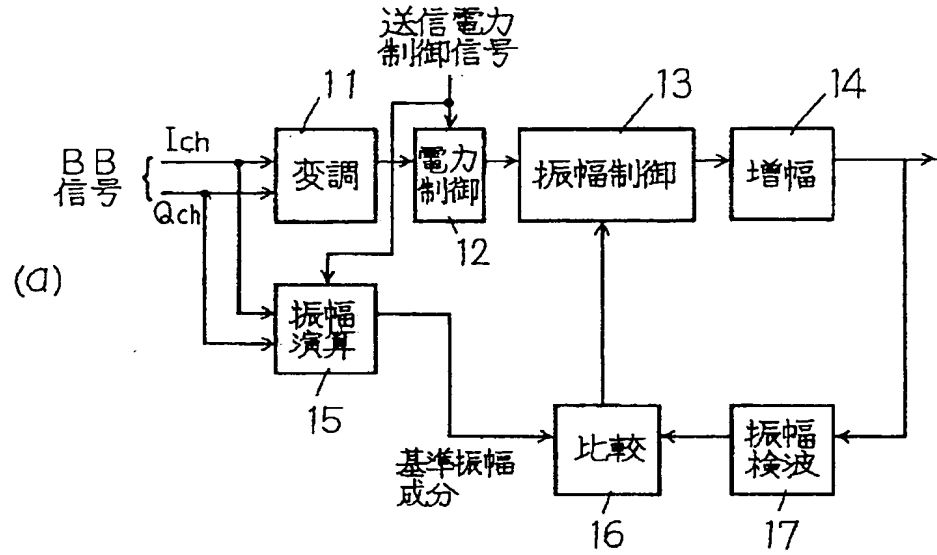 送信電力
制御信号
11
13
14
BB
信号
Ich
Qch
変調
電力
制御
振幅制御
増幅
12
(a)
振幅
演算
15
基準振幅
成分
比較
16
振幅
検波
17